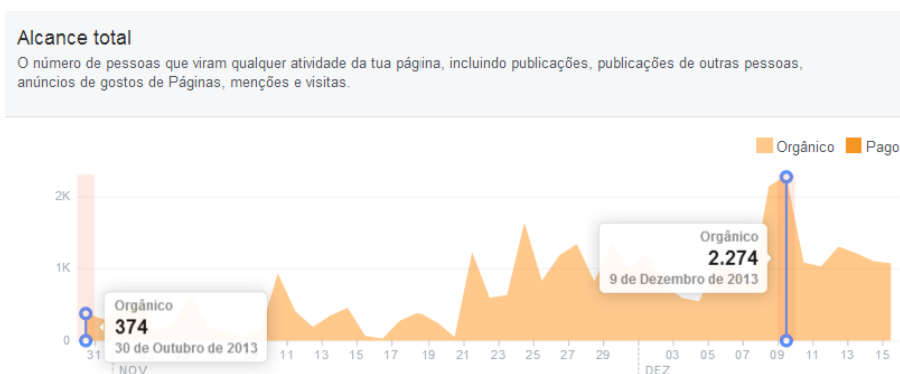 Alcance total
O número de pessoas que viram qualquer atividade da tua página, incluindo publicações, publicações de outras pessoas,
anúncios de gostos de Páginas, menções e visitas.
Orgânico Pago
2K
Orgânico
2.274
9 de Dezembro de 2013
1K
Orgânico
374
30 de Outubro de 2013
0
31 11 13 15 17 19 21 23 25 27 29 03 05 07 09 11 13 15
NOV DEZ